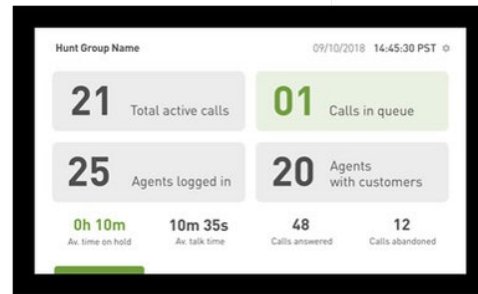 Hunt Group Name
09/10/2018 14:45:30 PST
21 Total active calls
01 Calls in queue
25 Agents logged in
20 Agents
with customers
0h 10m
Av. time on hold
10m 35s
Av. talk time
48
Calls answered
12
Calls abandoned